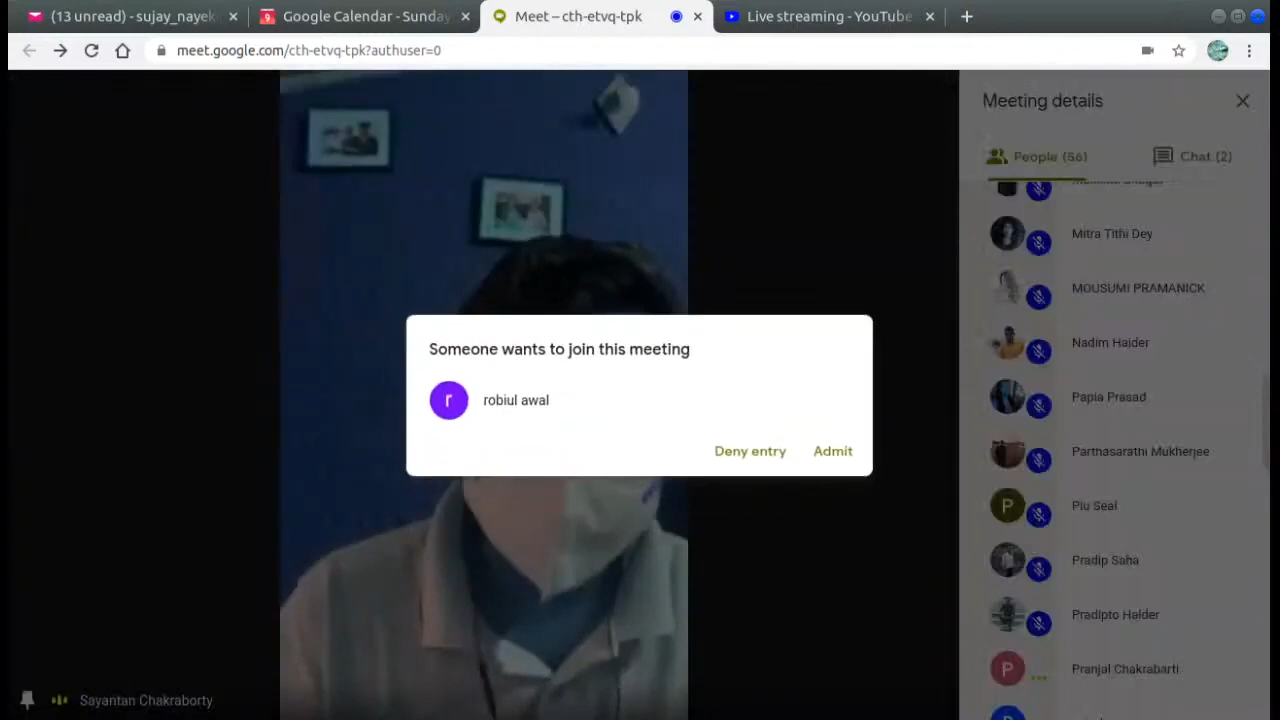 (13 unread) - sujay_nayek
Google Calendar - Sunday
Meet – cth-etvq-tpk
Live streaming - YouTube
meet.google.com/cth-etvq-tpk?authuser=0
Meeting details
People (56)
Chat (2)
Mitra Tithi Dey
MOUSUMI PRAMANICK
Nadim Haider
Papia Prasad
Parthasarathi Mukherjee
Piu Seal
Pradip Saha
Pradipto Halder
Pranjal Chakrabarti
Someone wants to join this meeting
r
robiul awal
Deny entry
Admit
P
P
Sayantan Chakraborty